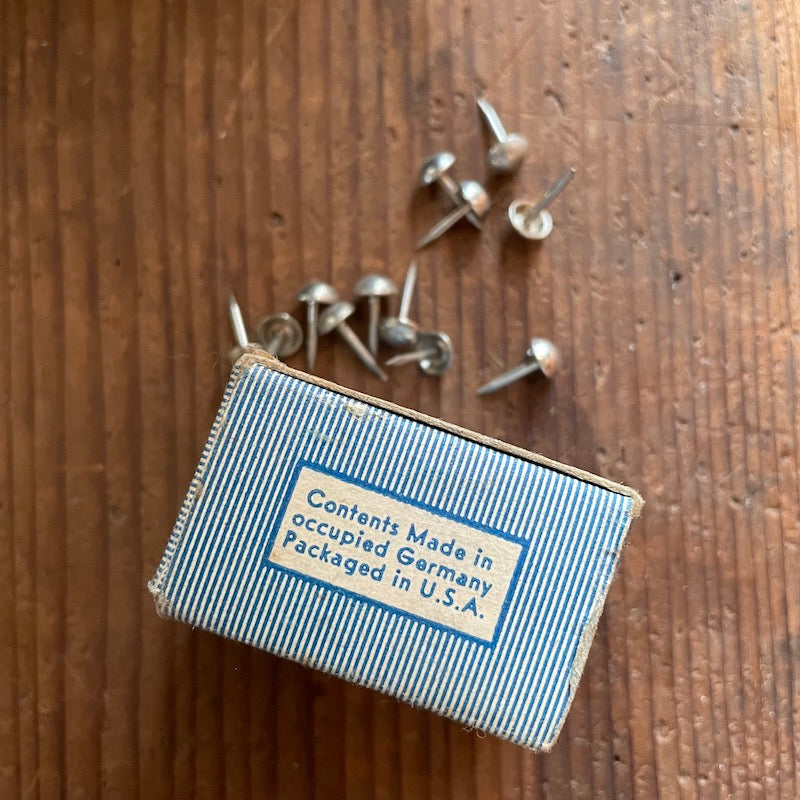 Contents Made in
occupied Germany
Packaged in U.S.A.